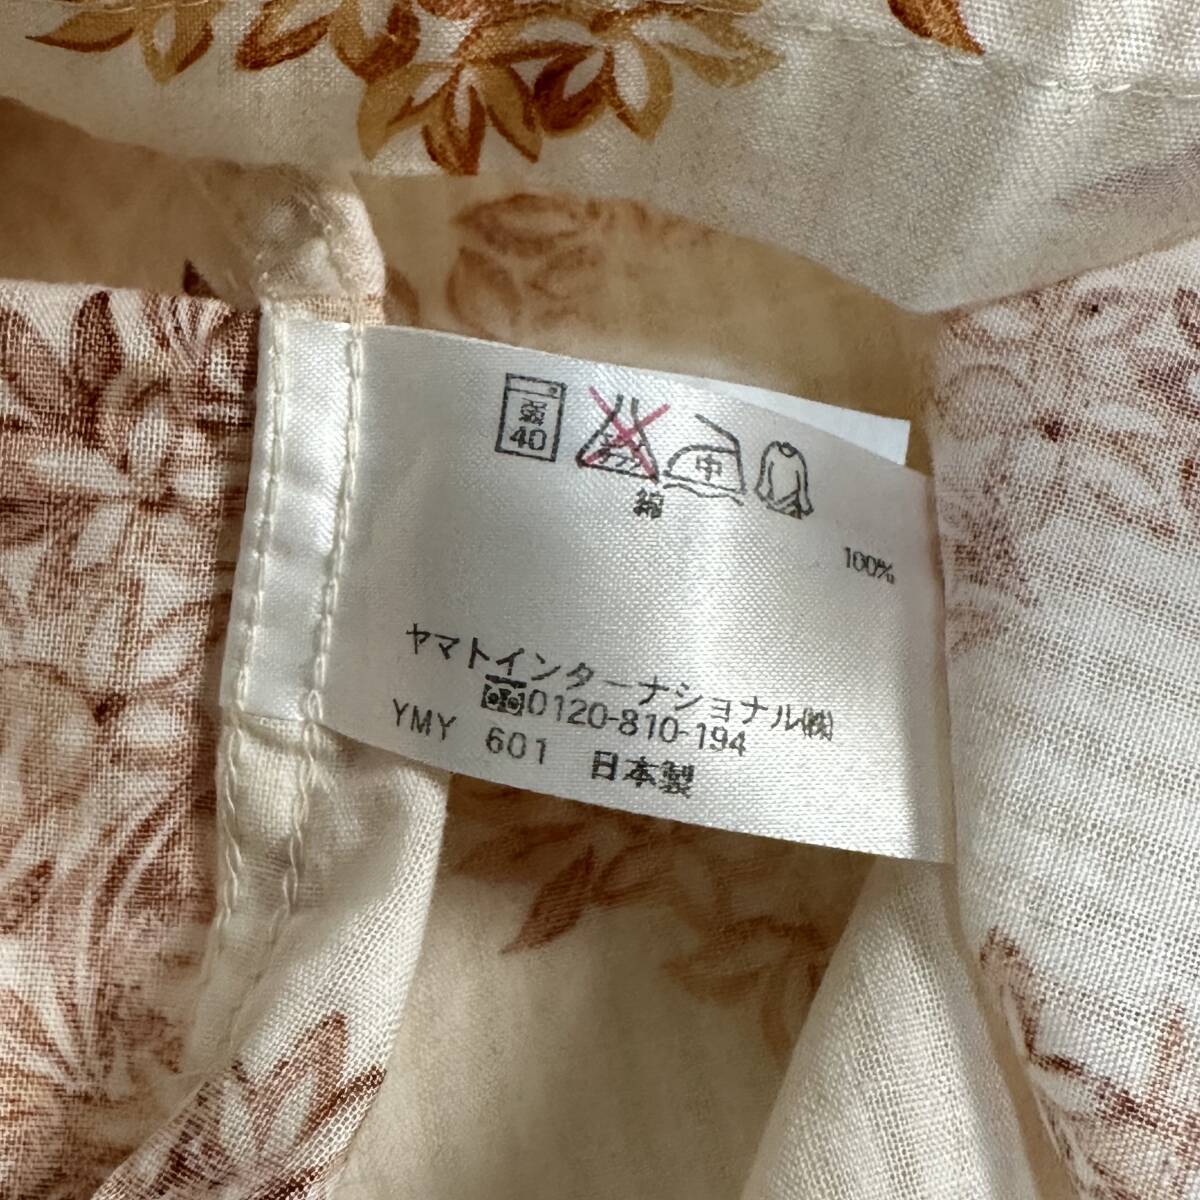 弱
40
中
綿
100%
ヤマトインターナショナル㈱
0120-810-194
YMY 601 日本製